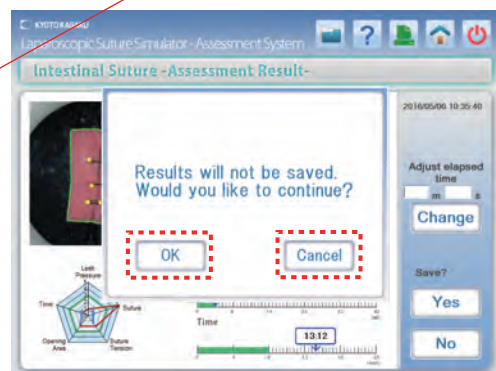 KYOTO KAGAKU
Laparoscopic Suture Simulator - Assessment System
Intestinal Suture -Assessment Result-
2016/05/06 10:35:40
Results will not be saved.
Would you like to continue?
OK
Cancel
Adjust elapsed
time
m
s
Change
Save?
Yes
No
Leak
Pressure
Time
Suture
Opening
Area
Suture
Tension
Time
13:12